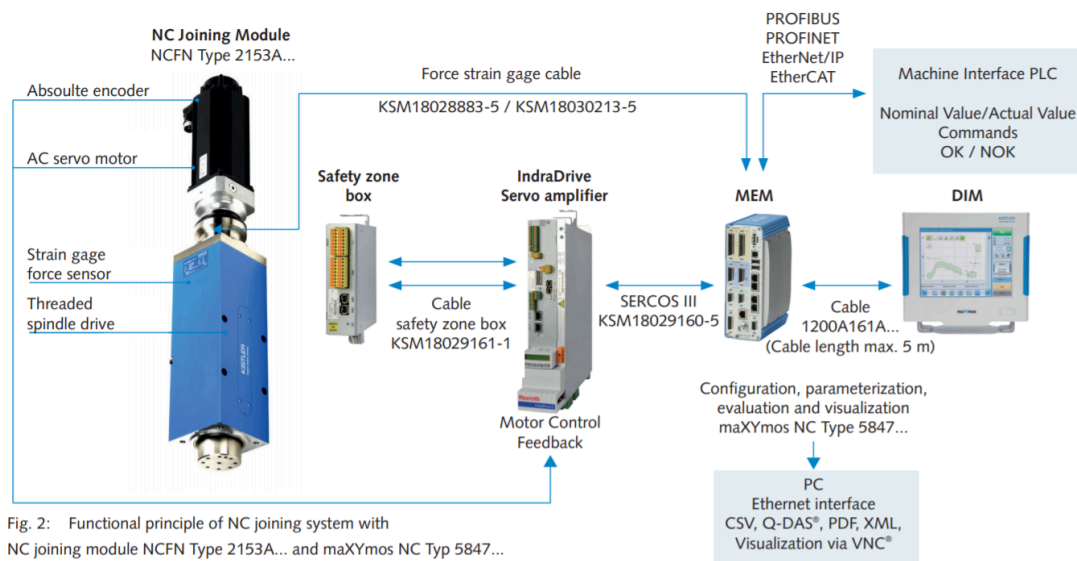 NC Joining Module
NCFN Type 2153A...
Absoulte encoder
AC servo motor
Strain gage
force sensor
Threaded
spindle drive
KISTLER
Force strain gage cable
KSM18028883-5 / KSM18030213-5
Safety zone
box
Cable
safety zone box
KSM18029161-1
IndraDrive
Servo amplifier
Rexroth
Motor Control
Feedback
SERCOS III
KSM18029160-5
PROFIBUS
PROFINET
EtherNet/IP
EtherCAT
Machine Interface PLC
Nominal Value/Actual Value
Commands
OK / NOK
MEM
DIM
maXYmos
Cable
1200A161A...
(Cable length max. 5 m)
Configuration, parameterization,
evaluation and visualization
maXYmos NC Type 5847...
PC
Ethernet interface
CSV, Q-DAS®, PDF, XML,
Visualization via VNC®
Fig. 2: Functional principle of NC joining system with
NC joining module NCFN Type 2153A... and maXYmos NC Typ 5847...